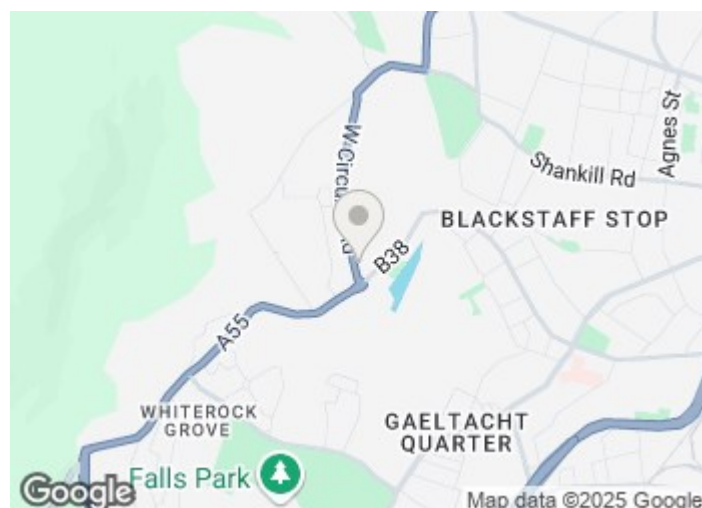 Agnes St
W Circu
Shankill Rd
BLACKSTAFF STOP
B38
A55
WHITEROCK
GROVE
GAELTACHT
QUARTER
Falls Park
Google
Map data ©2025 Google